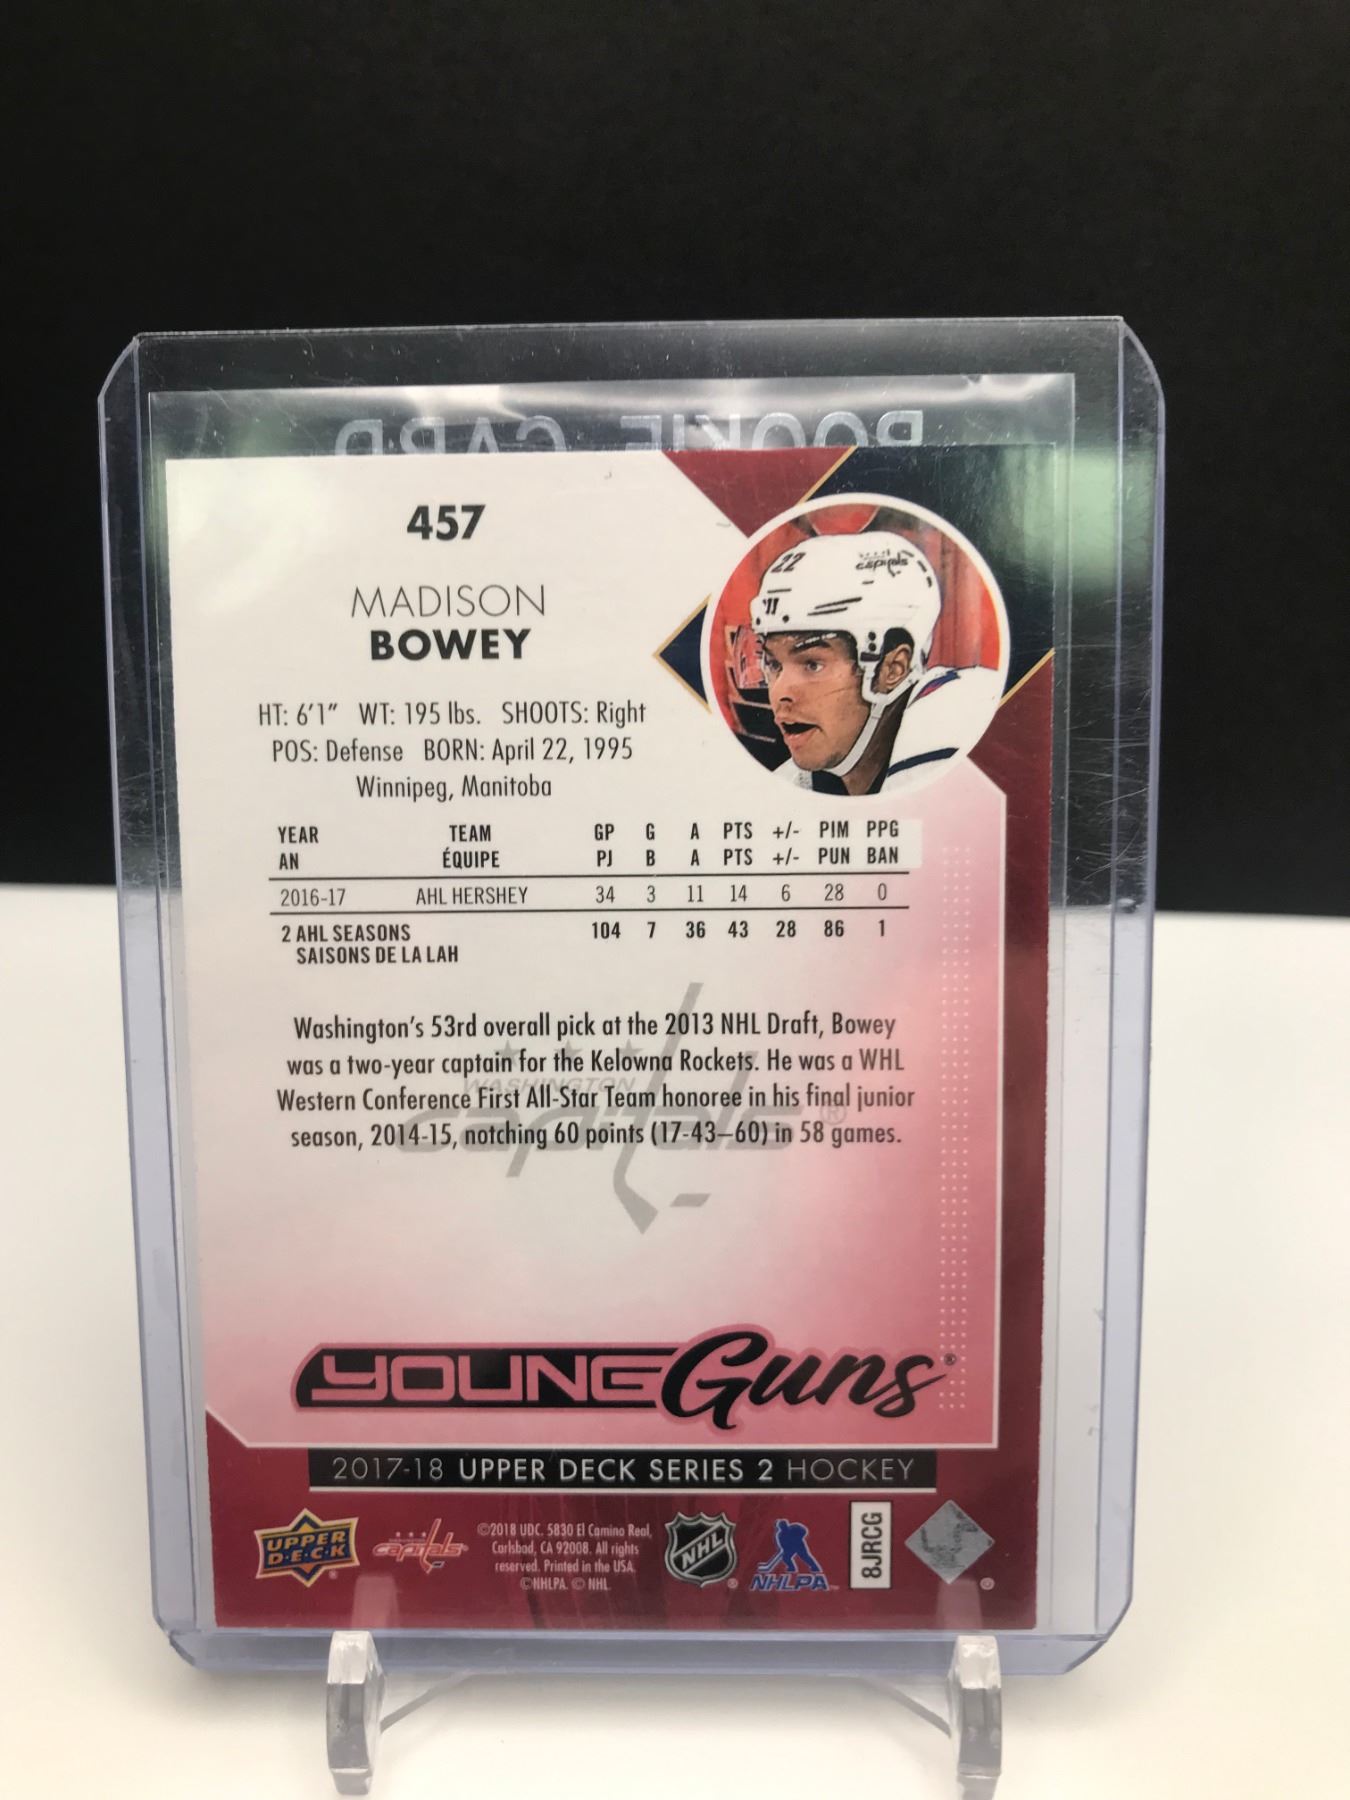 ROOKIE CARD
457
MADISON
BOWEY
22
capitals
HT: 6'1" WT: 195 lbs. SHOOTS: Right
POS: Defense BORN: April 22, 1995
Winnipeg, Manitoba
YEAR TEAM GP G A PTS +/- PIM PPG
AN ÉQUIPE PJ B A PTS +/- PUN BAN
2016-17 AHL HERSHEY 34 3 11 14 6 28 0
2 AHL SEASONS 104 7 36 43 28 86 1
SAISONS DE LA LAH
Washington's 53rd overall pick at the 2013 NHL Draft, Bowey
was a two-year captain for the Kelowna Rockets. He was a WHL
Western Conference First All-Star Team honoree in his final junior
season, 2014-15, notching 60 points (17-43–60) in 58 games.
WASHINGTON
capitals®
YOUNG Guns®
2017-18 UPPER DECK SERIES 2 HOCKEY
UPPER
D·E·C·K
capitals
©2018 UDC. 5830 El Camino Real,
Carlsbad, CA 92008. All rights
reserved. Printed in the USA.
©NHLPA. © NHL.
NHL
NHLPA
8JRCG